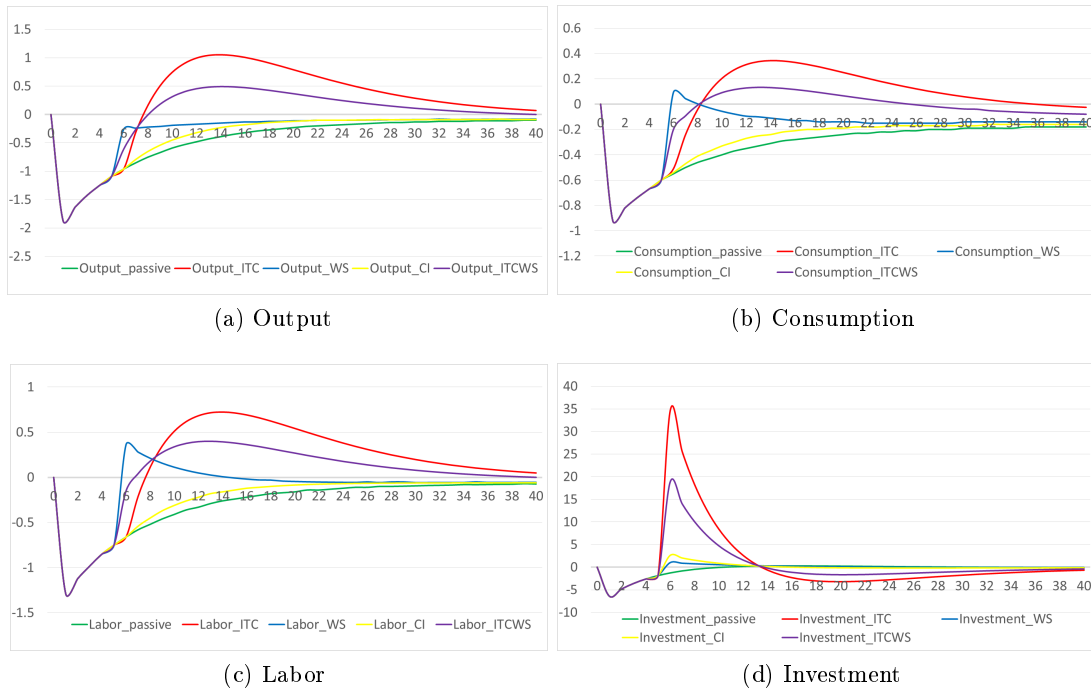 1.5
1
0.5
0
-0.5
-1
-1.5
-2
-2.5
0 2 4 6 8 10 12 14 16 18 20 22 24 26 28 30 32 34 36 38 40
Output_passive Output_ITC Output_WS Output_CI Output_ITCWS
(a) Output
0.6
0.4
0.2
0
-0.2
-0.4
-0.6
-0.8
-1
-1.2
0 2 4 6 8 10 12 14 16 18 20 22 24 26 28 30 32 34 36 38 40
Consumption_passive Consumption_ITC Consumption_WS
Consumption_CI Consumption_ITCWS
(b) Consumption
1
0.5
0
-0.5
-1
-1.5
0 2 4 6 8 10 12 14 16 18 20 22 24 26 28 30 32 34 36 38 40
Labor_passive Labor_ITC Labor_WS Labor_CI Labor_ITCWS
(c) Labor
40
35
30
25
20
15
10
5
0
-5
-10
0 2 4 6 8 10 12 14 16 18 20 22 24 26 28 30 32 34 36 38 40
Investment_passive Investment_ITC Investment_WS
Investment_CI Investment_ITCWS
(d) Investment